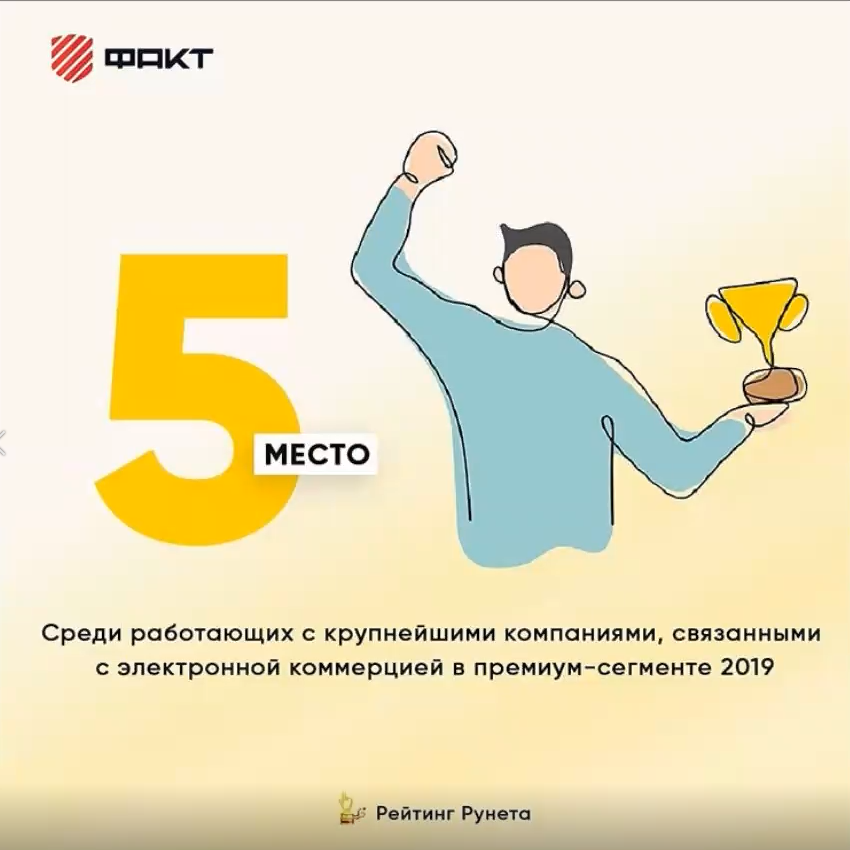 ФАКТ
5
МЕСТО
Среди работающих с крупнейшими компаниями, связанными
с электронной коммерцией в премиум-сегменте 2019
Рейтинг Рунета